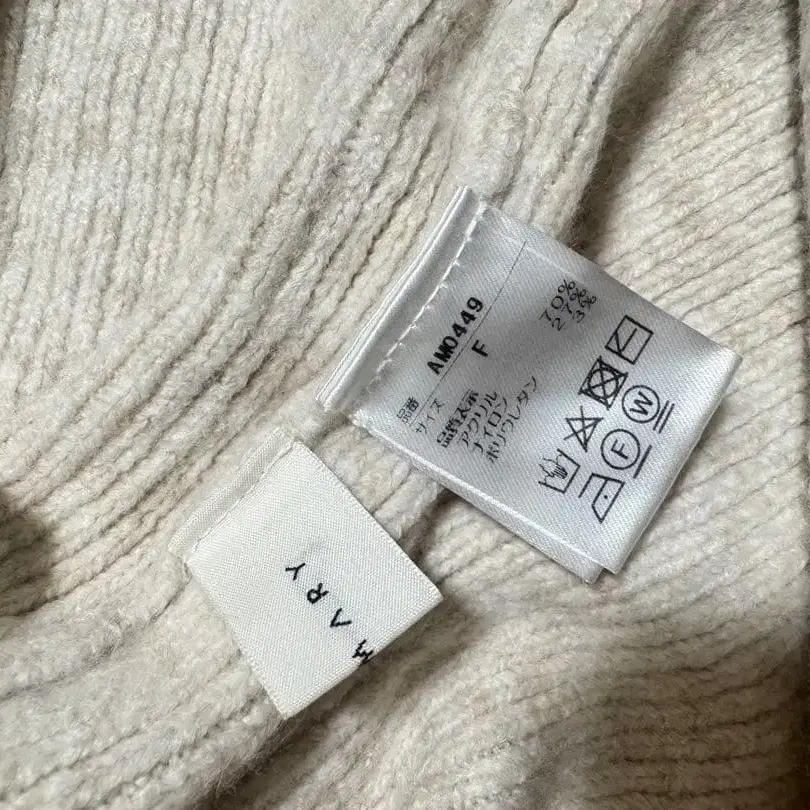 品番 AM0449
サイズ F
品質表示
アクリル 70%
ナイロン 27%
ポリウレタン 3%
F W
MARY